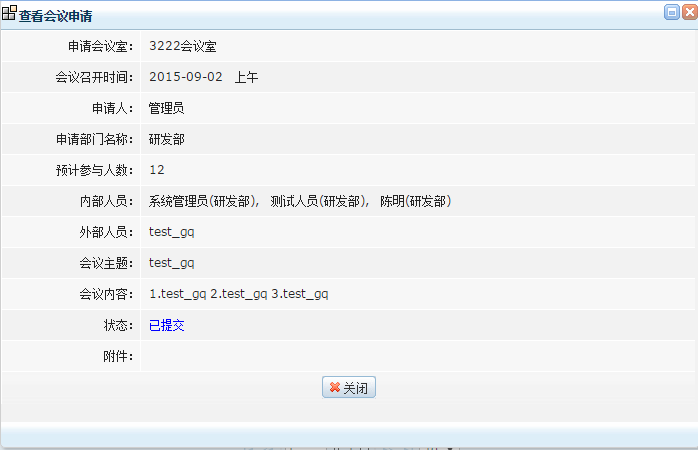 查看会议申请
申请会议室： 3222会议室
会议召开时间： 2015-09-02 上午
申请人： 管理员
申请部门名称： 研发部
预计参与人数： 12
内部人员： 系统管理员(研发部)， 测试人员(研发部)， 陈明(研发部)
外部人员： test_gq
会议主题： test_gq
会议内容： 1.test_gq 2.test_gq 3.test_gq
状态： 已提交
附件：
关闭